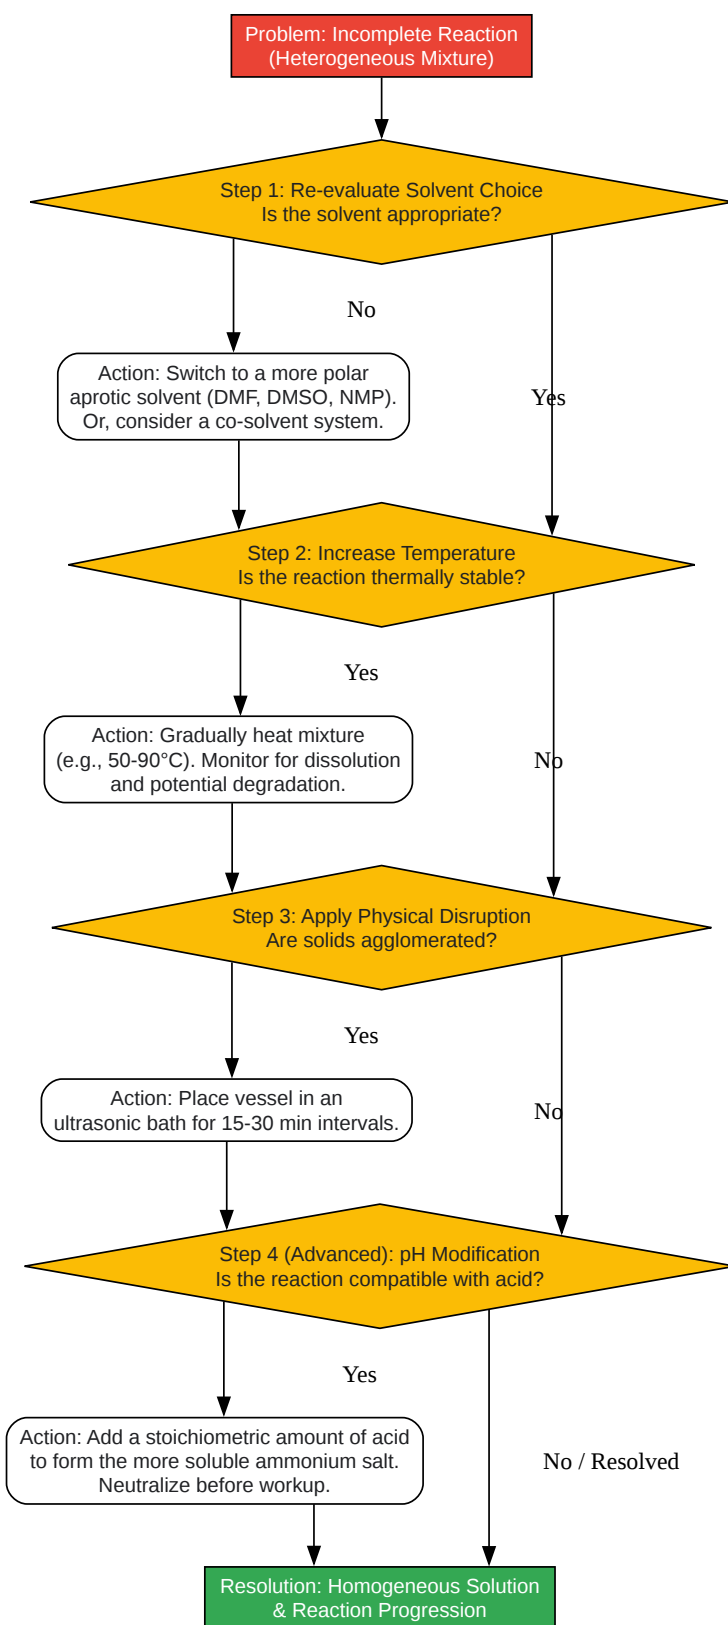 Problem: Incomplete Reaction
(Heterogeneous Mixture)
Step 1: Re-evaluate Solvent Choice
Is the solvent appropriate?
No
Action: Switch to a more polar
aprotic solvent (DMF, DMSO, NMP).
Or, consider a co-solvent system.
Yes
Step 2: Increase Temperature
Is the reaction thermally stable?
Yes
Action: Gradually heat mixture
(e.g., 50-90°C). Monitor for dissolution
and potential degradation.
No
Step 3: Apply Physical Disruption
Are solids agglomerated?
Yes
Action: Place vessel in an
ultrasonic bath for 15-30 min intervals.
No
Step 4 (Advanced): pH Modification
Is the reaction compatible with acid?
Yes
Action: Add a stoichiometric amount of acid
to form the more soluble ammonium salt.
Neutralize before workup.
No / Resolved
Resolution: Homogeneous Solution
& Reaction Progression